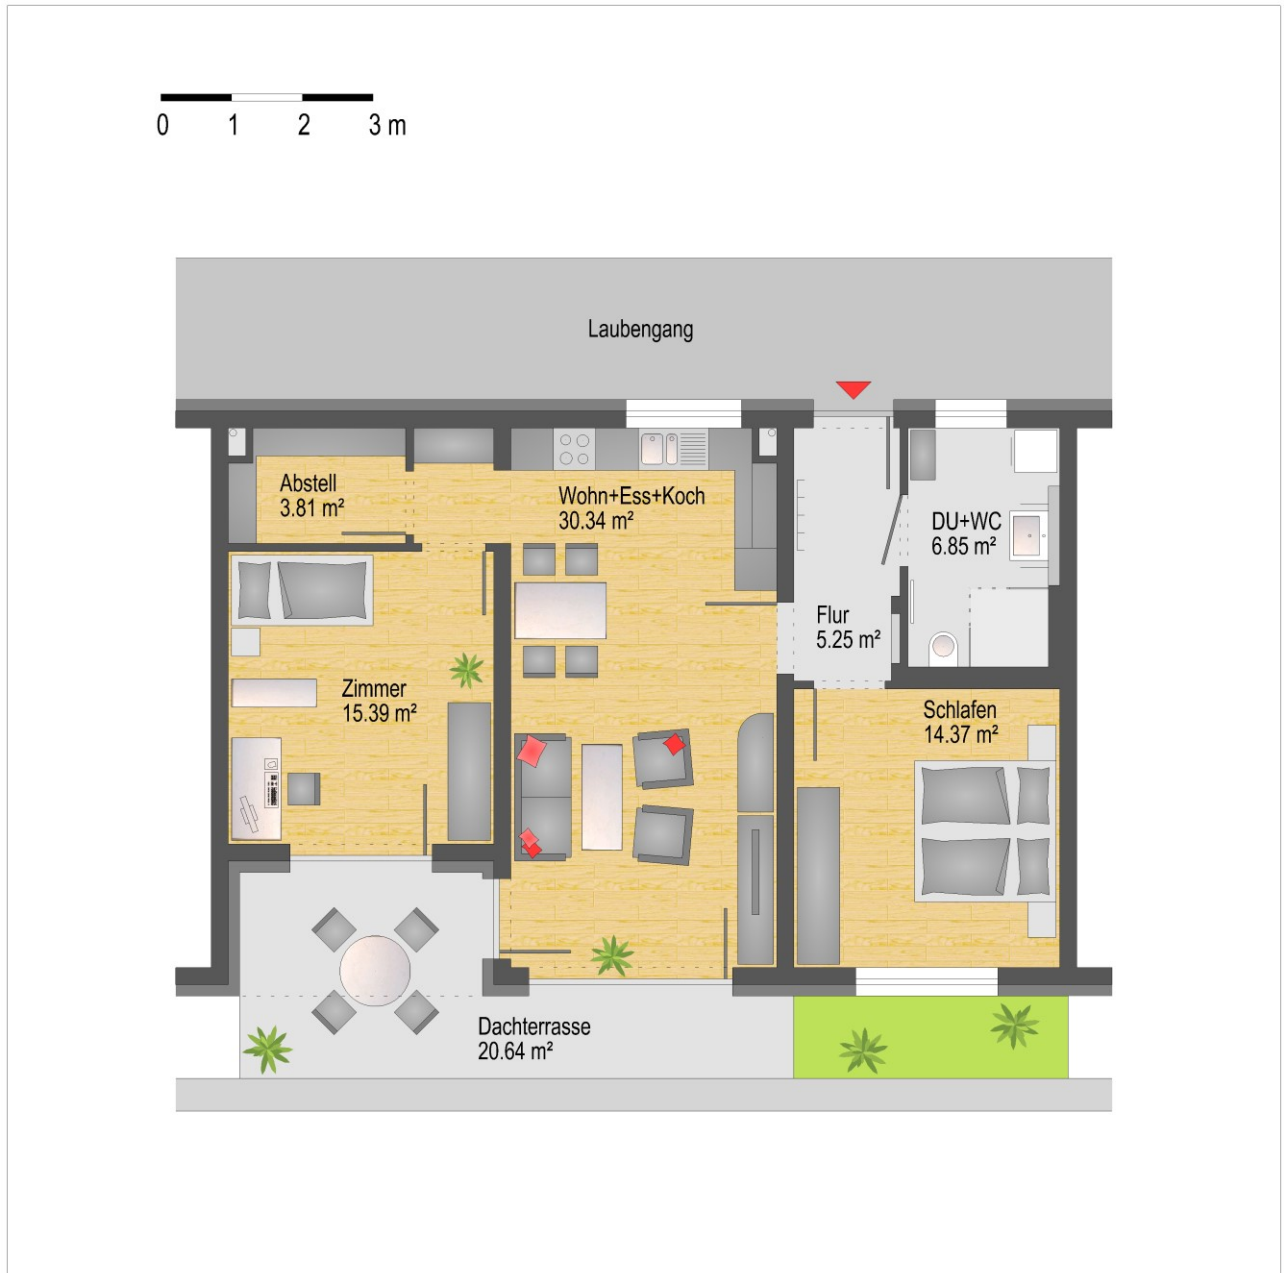 0 1 2 3 m
Laubengang
Abstell
3.81 m²
Wohn+Ess+Koch
30.34 m²
DU+WC
6.85 m²
Flur
5.25 m²
Zimmer
15.39 m²
Schlafen
14.37 m²
Dachterrasse
20.64 m²